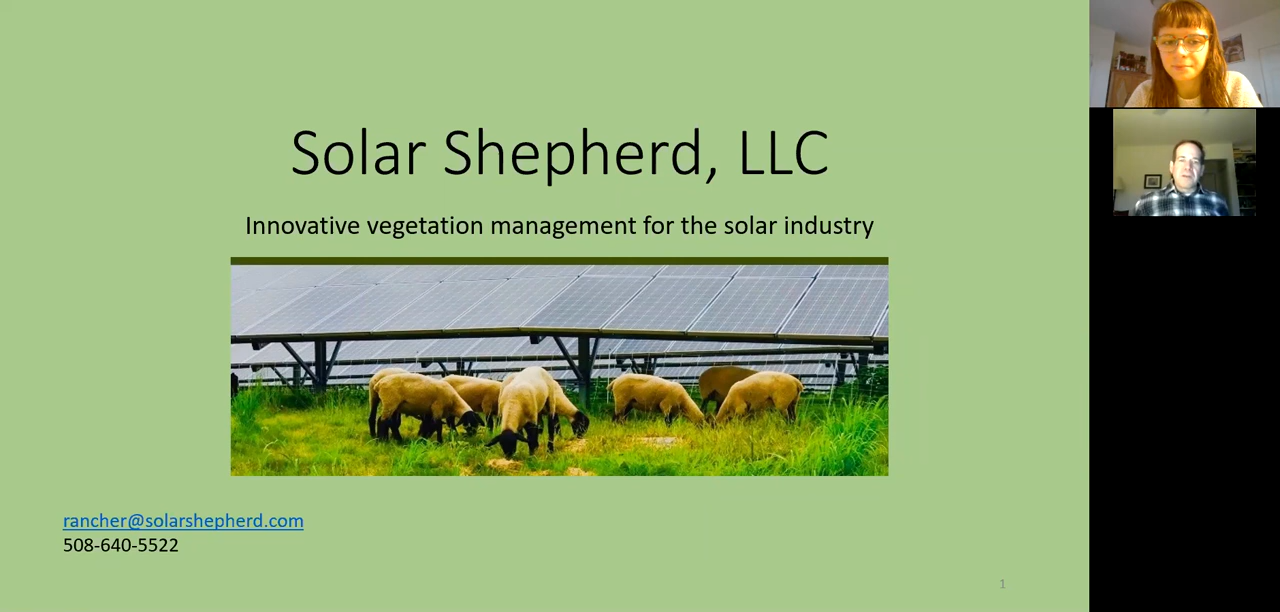 Solar Shepherd, LLC
Innovative vegetation management for the solar industry
rancher@solarshepherd.com
508-640-5522
1